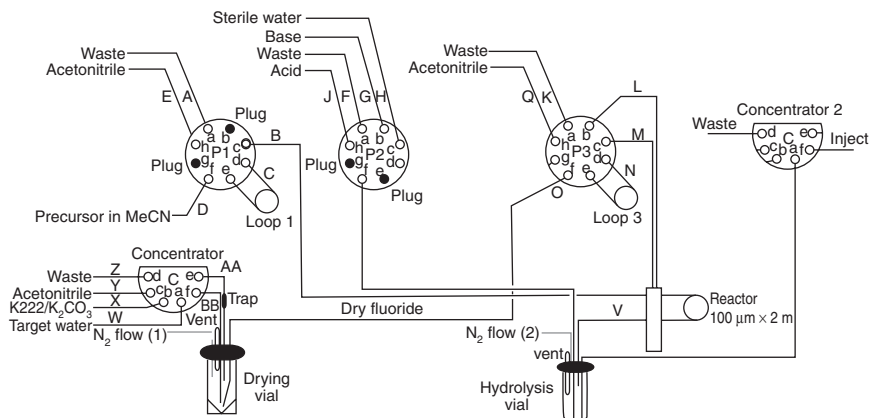 Sterile water
Base
Waste
Acid
J F G H
Waste
Acetonitrile
E A
Plug
a b
h P1 c
g d
f e
Plug
B
C
D
Precursor in MeCN
Loop 1
a b
h P2 c
g d
f e
Plug
Plug
Waste
Acetonitrile
Q K
L
a b
h P3 c
g d
f e
M
N
O
Loop 3
Concentrator 2
Waste
d C e
c b a f
Inject
Concentrator
Waste Z
Acetonitrile Y
K222/K2CO3 X
Target water W
d C e
c b a f
AA
BB
Trap
Vent
N2 flow (1)
Drying
vial
Dry fluoride
N2 flow (2)
vent
Hydrolysis
vial
V
Reactor
100 μm × 2 m